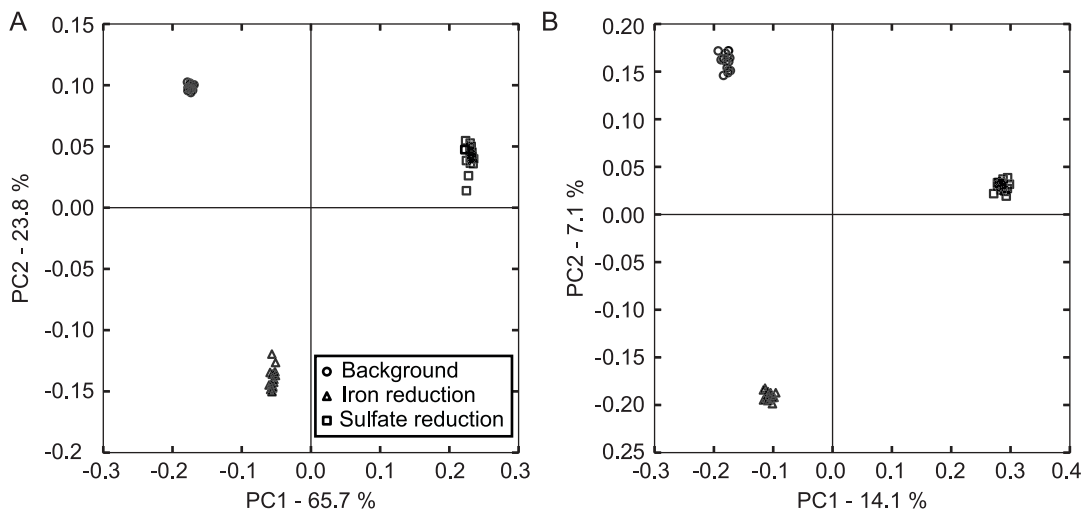 A
0.15
0.10
0.05
0.00
-0.05
-0.10
-0.15
-0.2
PC2 - 23.8 %
-0.3 -0.2 -0.1 0.0 0.1 0.2 0.3
PC1 - 65.7 %
Background
Iron reduction
Sulfate reduction
B
0.20
0.15
0.10
0.05
0.00
-0.05
-0.10
-0.15
-0.20
0.25
PC2 - 7.1 %
-0.3 -0.2 -0.1 0.0 0.1 0.2 0.3 0.4
PC1 - 14.1 %